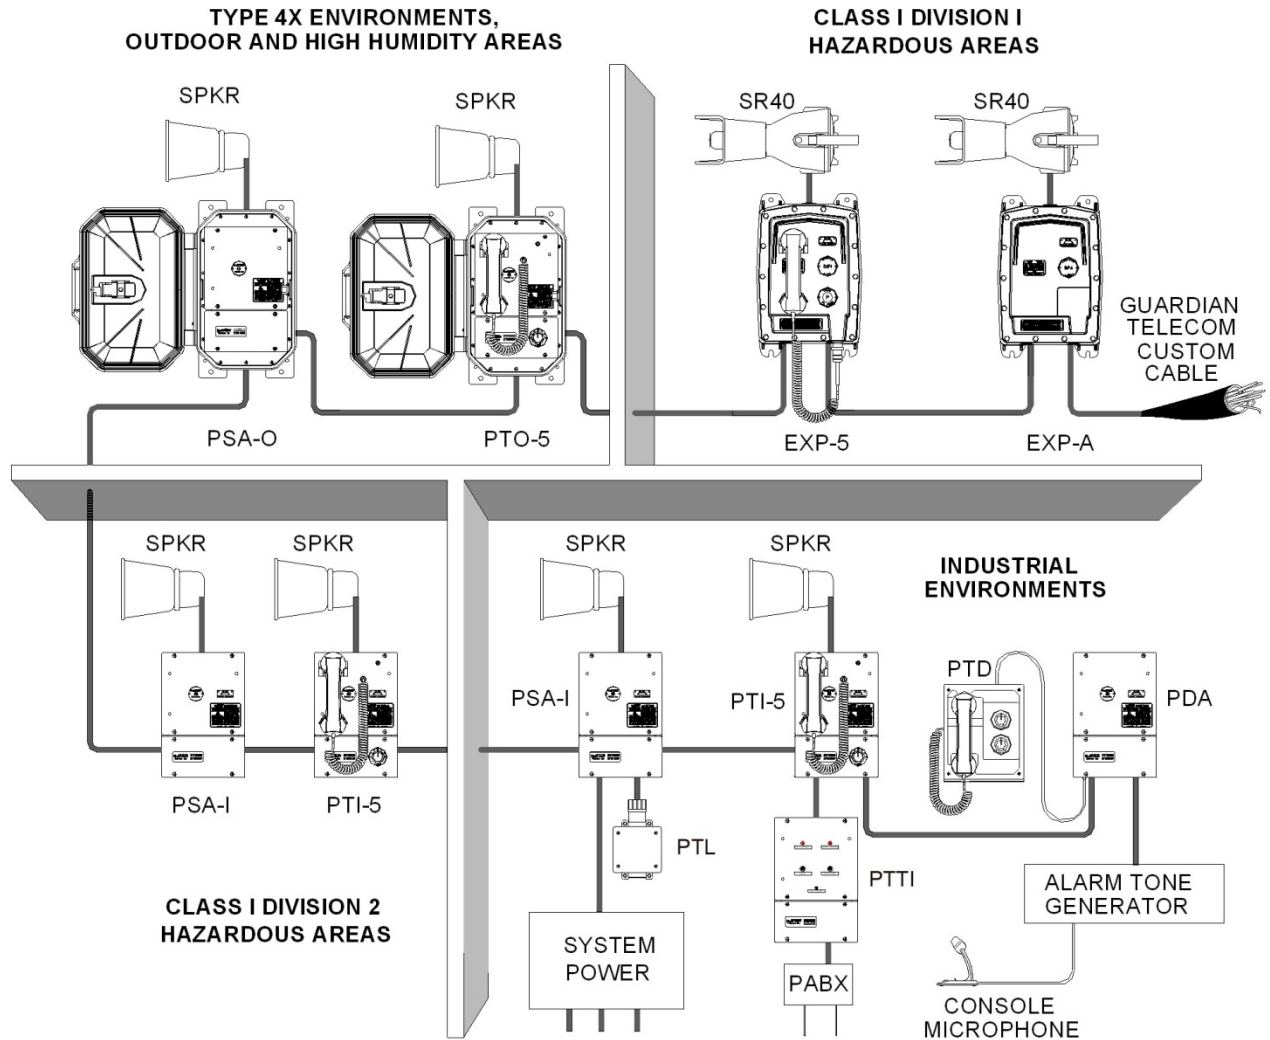 TYPE 4X ENVIRONMENTS,
OUTDOOR AND HIGH HUMIDITY AREAS
CLASS I DIVISION I
HAZARDOUS AREAS
SPKR
SPKR
SR40
SR40
GUARDIAN
TELECOM
CUSTOM
CABLE
PSA-O
PTO-5
EXP-5
EXP-A
SPKR
SPKR
SPKR
SPKR
INDUSTRIAL
ENVIRONMENTS
PSA-I
PTI-5
PTD
PDA
PSA-I
PTI-5
PTL
PTTI
ALARM TONE
GENERATOR
CLASS I DIVISION 2
HAZARDOUS AREAS
SYSTEM
POWER
PABX
CONSOLE
MICROPHONE